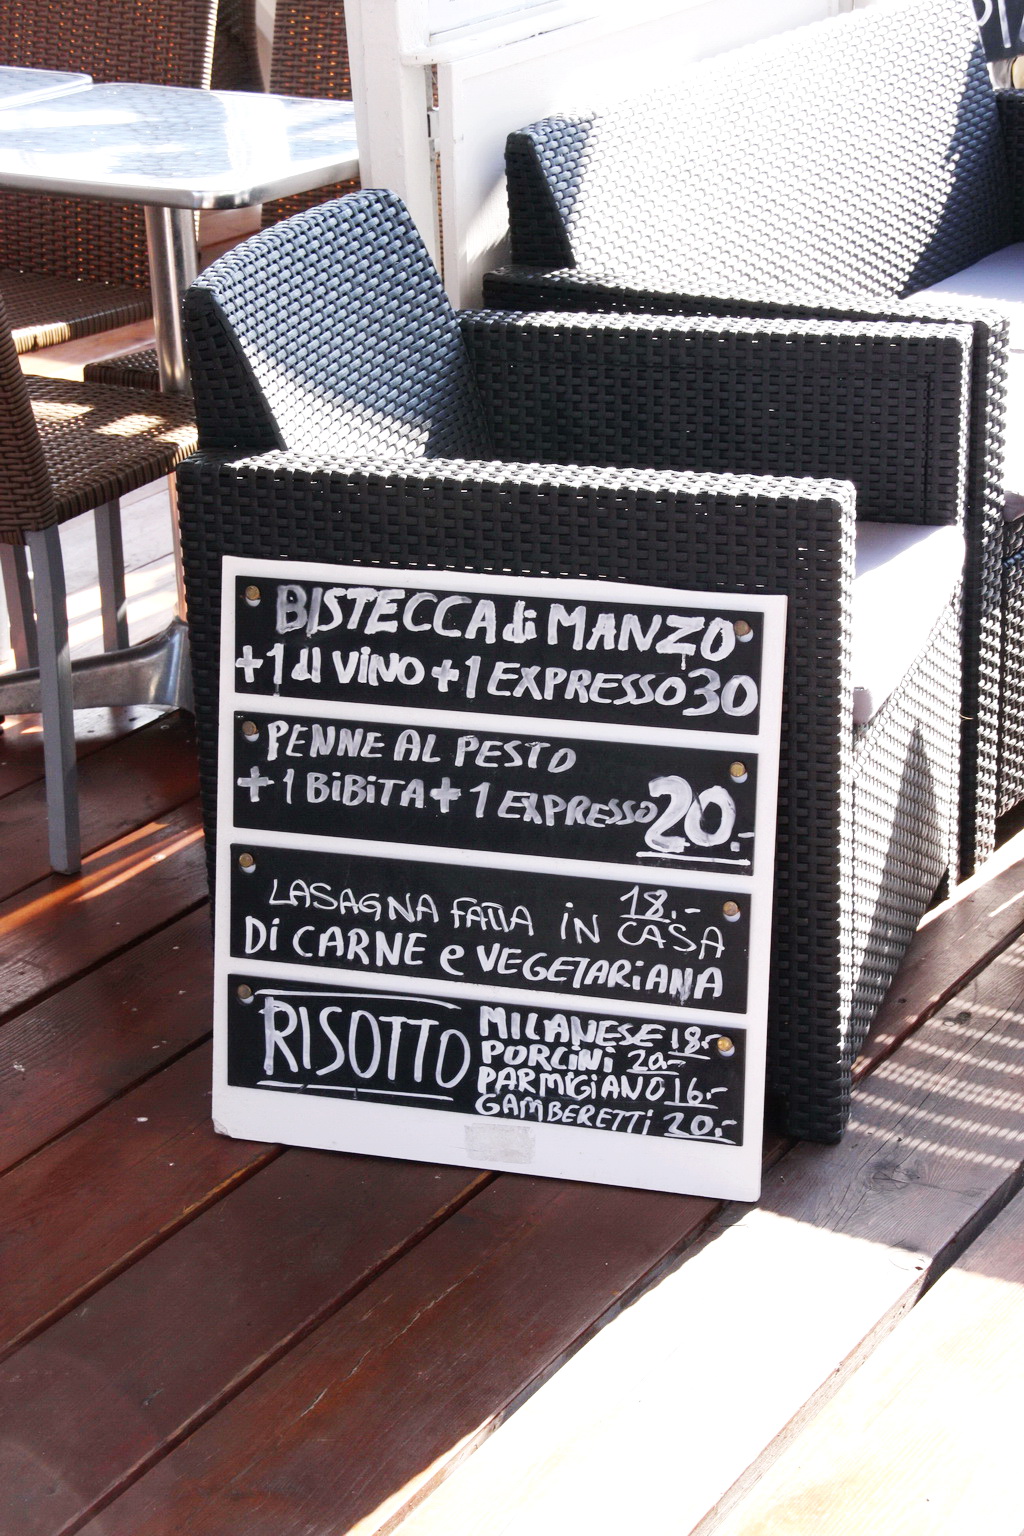 BISTECCA di MANZO
+1 dl ViNO +1 EXPRESSO 30
PENNE AL PESTO
+ 1 BiBiTA + 1 EXPRESSO 20.-
LASAGNA FATTA iN CASA 18.-
Di CARNE e VEGETARiANA
RISOTTO
MILANESE 18.-
PORCiNi 20.-
PARMIGIANO 16.-
GAMBERETTi 20.-